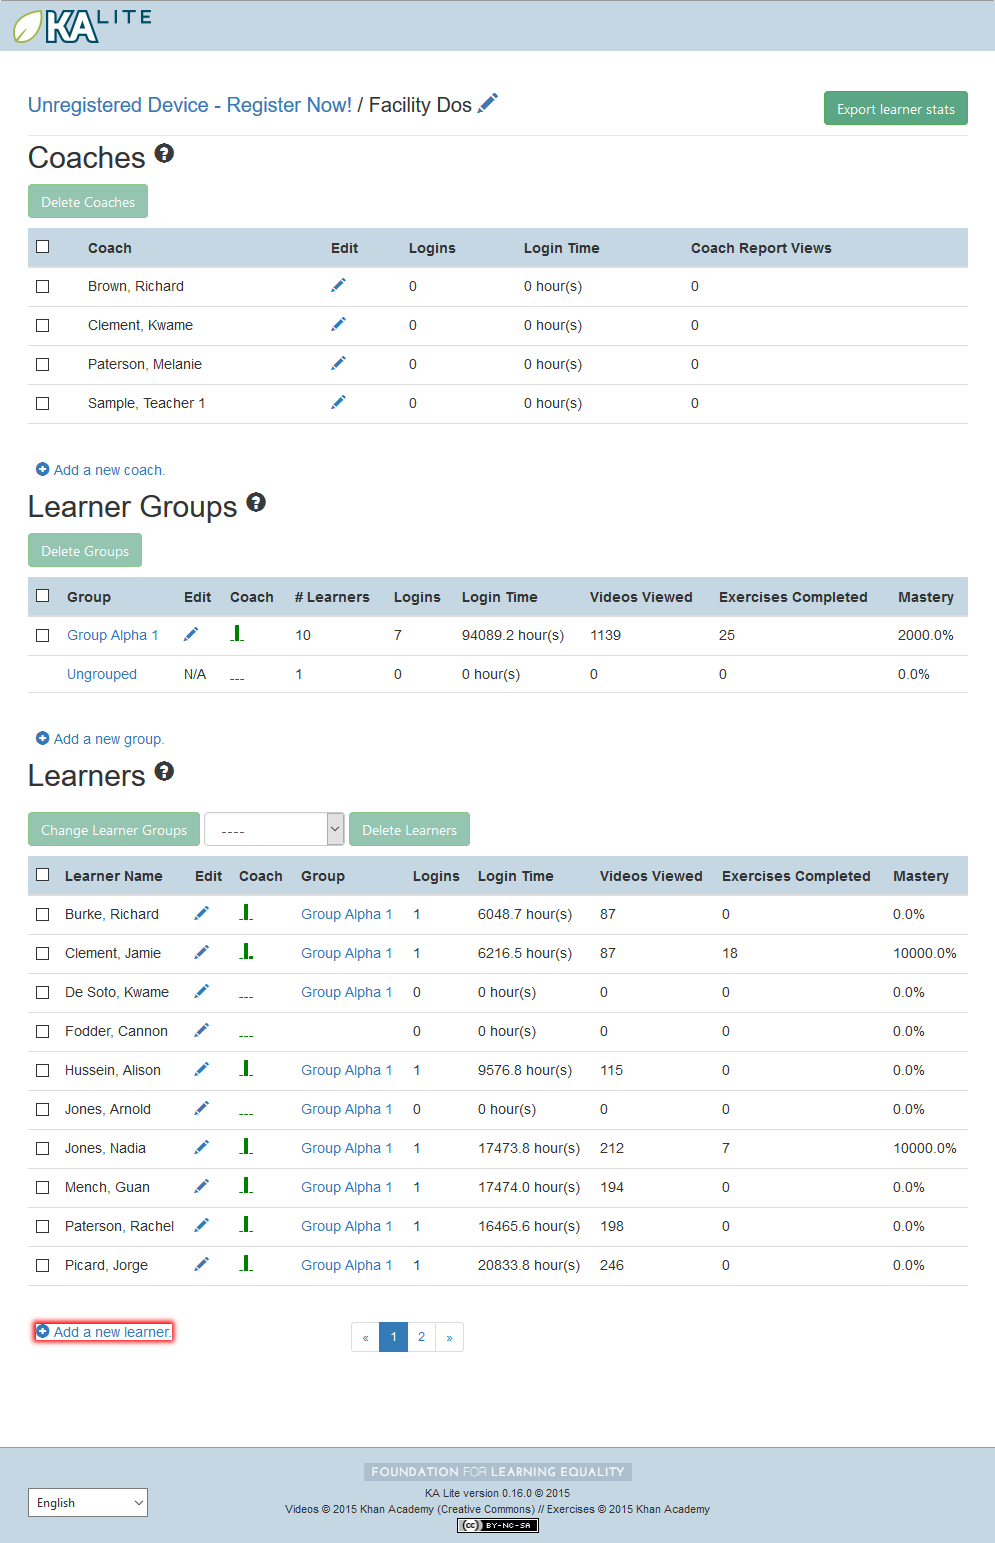 KA LITE
Unregistered Device - Register Now! / Facility Dos
Export learner stats
Coaches ?
Delete Coaches
Coach Edit Logins Login Time Coach Report Views
Brown, Richard 0 0 hour(s) 0
Clement, Kwame 0 0 hour(s) 0
Paterson, Melanie 0 0 hour(s) 0
Sample, Teacher 1 0 0 hour(s) 0
Add a new coach.
Learner Groups ?
Delete Groups
Group Edit Coach # Learners Logins Login Time Videos Viewed Exercises Completed Mastery
Group Alpha 1 10 7 94089.2 hour(s) 1139 25 2000.0%
Ungrouped N/A --- 1 0 0 hour(s) 0 0 0.0%
Add a new group.
Learners ?
Change Learner Groups ---- Delete Learners
Learner Name Edit Coach Group Logins Login Time Videos Viewed Exercises Completed Mastery
Burke, Richard Group Alpha 1 1 6048.7 hour(s) 87 0 0.0%
Clement, Jamie Group Alpha 1 1 6216.5 hour(s) 87 18 10000.0%
De Soto, Kwame Group Alpha 1 0 0 hour(s) 0 0 0.0%
Fodder, Cannon 0 0 hour(s) 0 0 0.0%
Hussein, Alison Group Alpha 1 1 9576.8 hour(s) 115 0 0.0%
Jones, Arnold Group Alpha 1 0 0 hour(s) 0 0 0.0%
Jones, Nadia Group Alpha 1 1 17473.8 hour(s) 212 7 10000.0%
Mench, Guan Group Alpha 1 1 17474.0 hour(s) 194 0 0.0%
Paterson, Rachel Group Alpha 1 1 16465.6 hour(s) 198 0 0.0%
Picard, Jorge Group Alpha 1 1 20833.8 hour(s) 246 0 0.0%
Add a new learner.
« 1 2 »
FOUNDATION FOR LEARNING EQUALITY
KA Lite version 0.16.0 © 2015
English
Videos © 2015 Khan Academy (Creative Commons) // Exercises © 2015 Khan Academy
cc BY-NC-SA